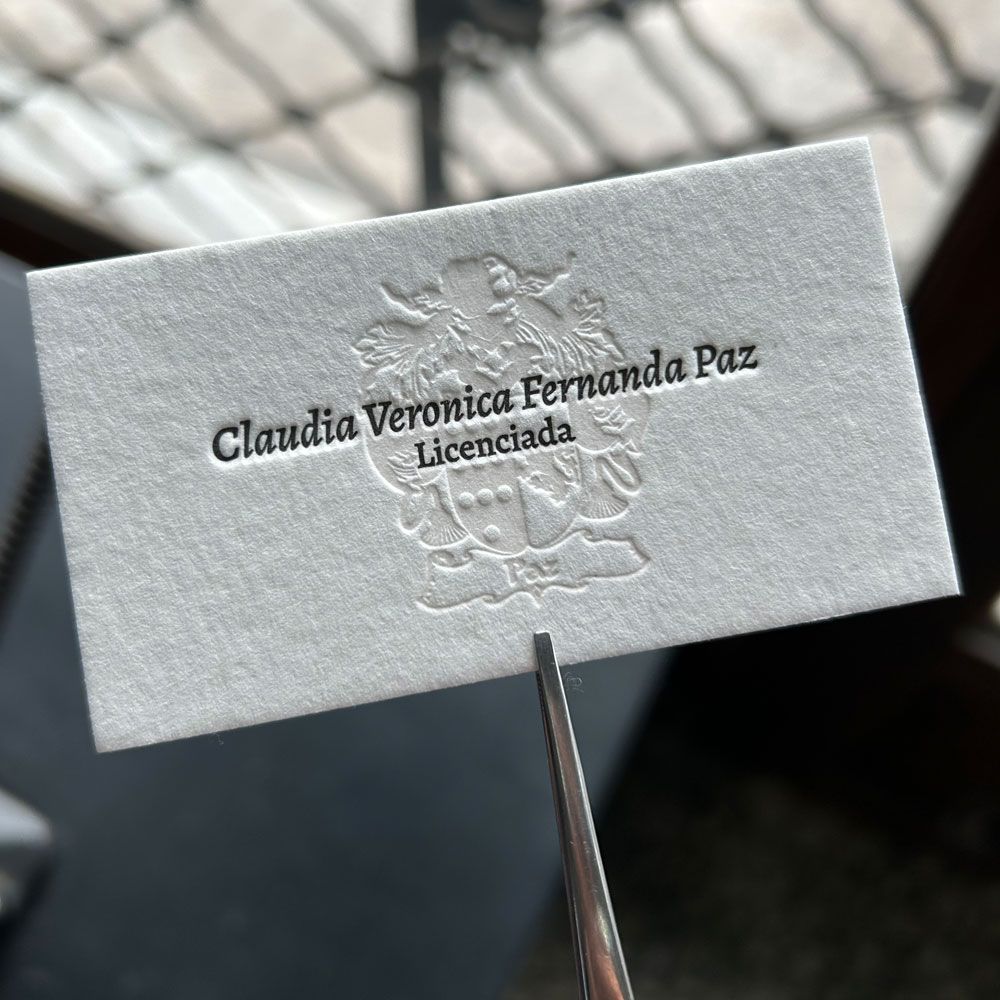 Claudia Veronica Fernanda Paz
Licenciada
Paz